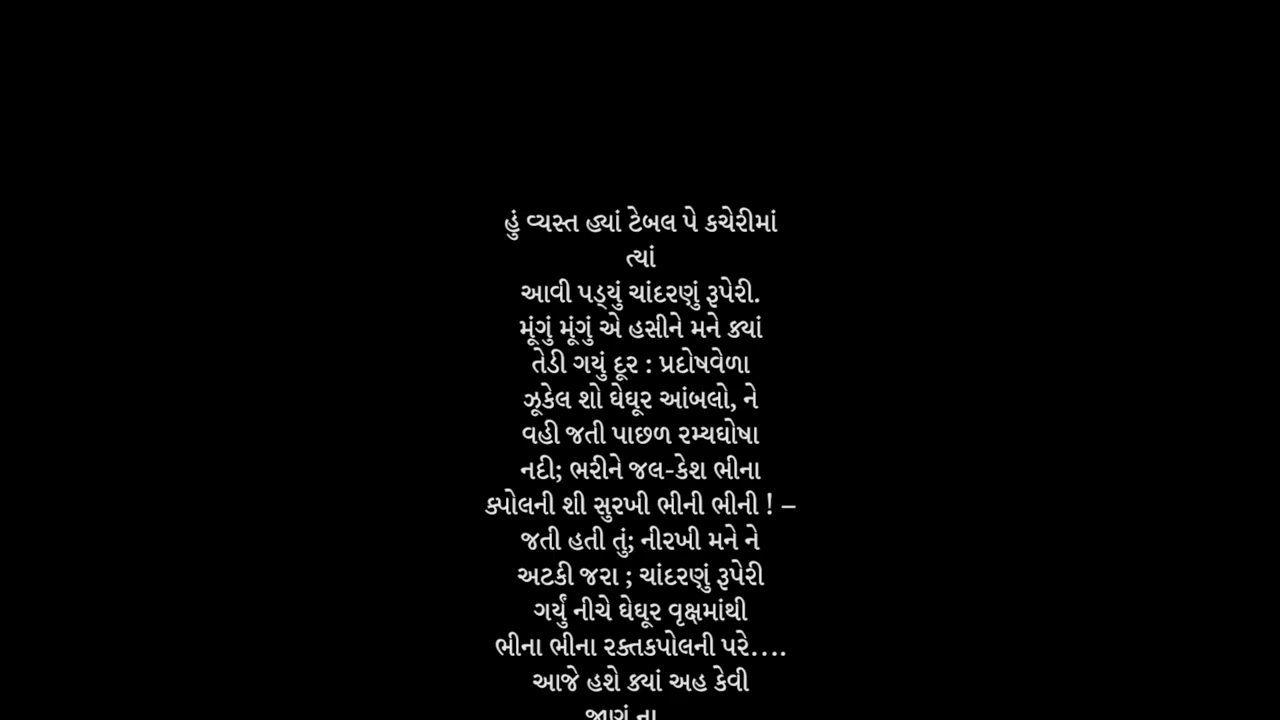 હું વ્યસ્ત હ્યાં ટેબલ પે કચેરીમાં
ત્યાં
આવી પડ્યું ચાંદરણું રૂપેરી.
મૂંગું મૂંગું એ હસીને મને ક્યાં
તેડી ગયું દૂર : પ્રદોષવેળા
ઝૂકેલ શો ઘેઘૂર આંબલો, ને
વહી જતી પાછળ રમ્યઘોષા
નદી; ભરીને જલ-કેશ ભીના
ક્પોલની શી સુરખી ભીની ભીની ! –
જતી હતી તું; નીરખી મને ને
અટકી જરા ; ચાંદરણું રૂપેરી
ગર્યું નીચે ઘેઘૂર વૃક્ષમાંથી
ભીના ભીના રક્તકપોલની પરે….
આજે હશે ક્યાં અહ કેવી
જાણું ના